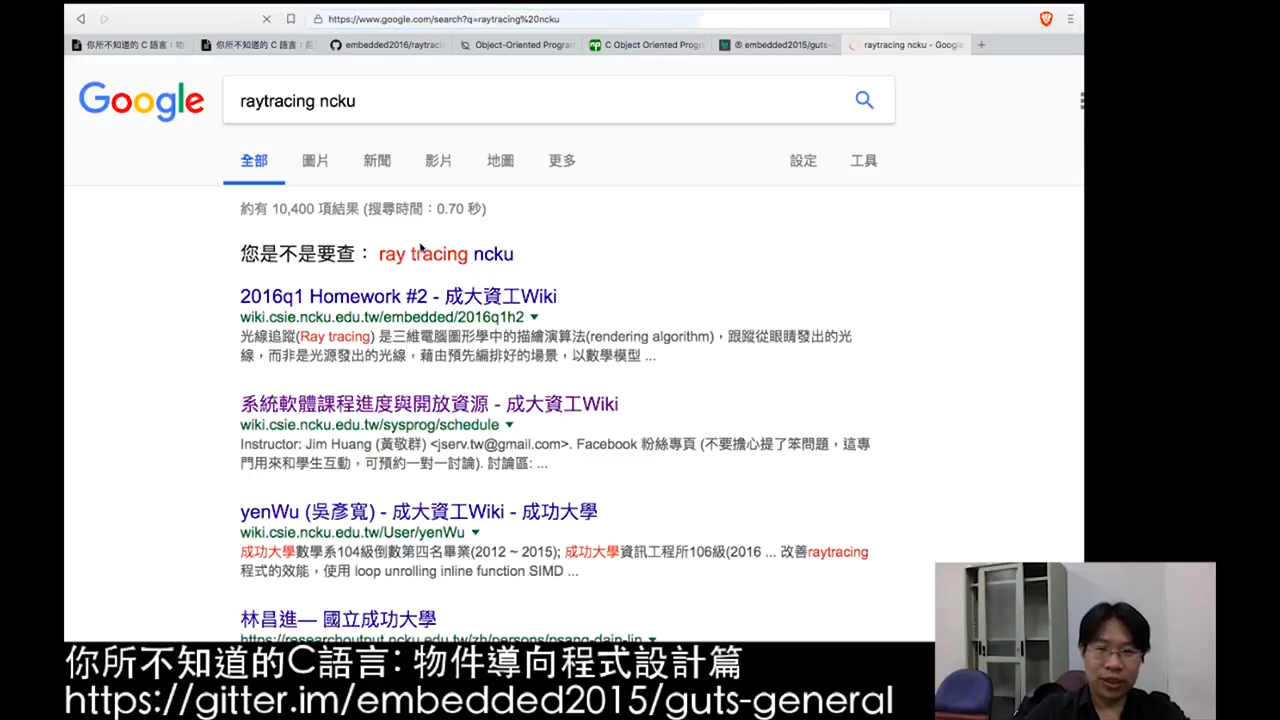 https://www.google.com/search?q=raytracing%20ncku
你所不知道的 C 語言：物
你所不知道的 C 語言：前
embedded2016/raytracin
Object-Oriented Program
C Object Oriented Progra
® embedded2015/guts-
raytracing ncku - Google
Google
raytracing ncku
全部 圖片 新聞 影片 地圖 更多 設定 工具
約有 10,400 項結果 (搜尋時間：0.70 秒)
您是不是要查： ray tracing ncku
2016q1 Homework #2 - 成大資工Wiki
wiki.csie.ncku.edu.tw/embedded/2016q1h2
光線追蹤(Ray tracing) 是三維電腦圖形學中的描繪演算法(rendering algorithm)，跟蹤從眼睛發出的光
線，而非是光源發出的光線，藉由預先編排好的場景，以數學模型 ...
系統軟體課程進度與開放資源 - 成大資工Wiki
wiki.csie.ncku.edu.tw/sysprog/schedule
Instructor: Jim Huang (黃敬群) <jserv.tw@gmail.com>. Facebook 粉絲專頁 (不要擔心提了笨問題，這專
門用來和學生互動，可預約一對一討論). 討論區: ...
yenWu (吳彥寬) - 成大資工Wiki - 成功大學
wiki.csie.ncku.edu.tw/User/yenWu
成功大學數學系104級倒數第四名畢業(2012 ~ 2015); 成功大學資訊工程所106級(2016 ... 改善raytracing
程式的效能，使用 loop unrolling inline function SIMD ...
林昌進— 國立成功大學
https://researchoutput.ncku.edu.tw/zh/persons/psang-dain-lin
你所不知道的C語言: 物件導向程式設計篇
https://gitter.im/embedded2015/guts-general